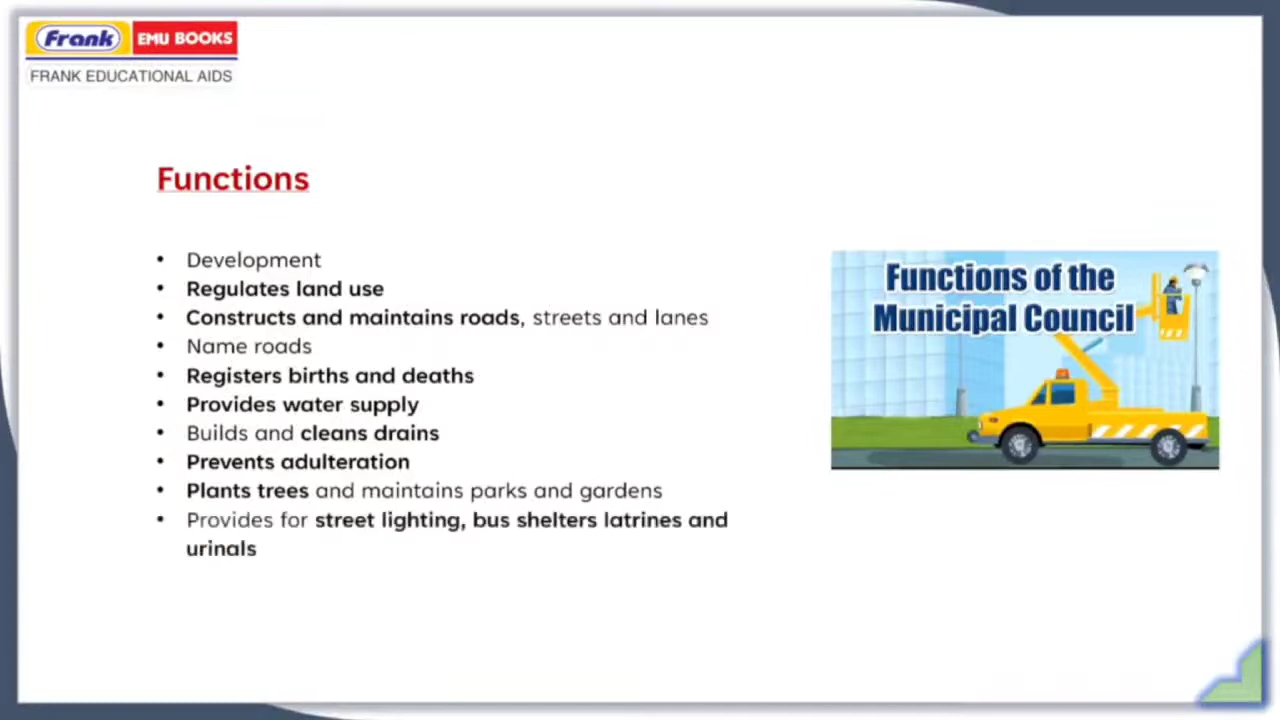 Frank
EMU BOOKS
FRANK EDUCATIONAL AIDS
Functions
• Development
• Regulates land use
• Constructs and maintains roads, streets and lanes
• Name roads
• Registers births and deaths
• Provides water supply
• Builds and cleans drains
• Prevents adulteration
• Plants trees and maintains parks and gardens
• Provides for street lighting, bus shelters latrines and
urinals
Functions of the
Municipal Council